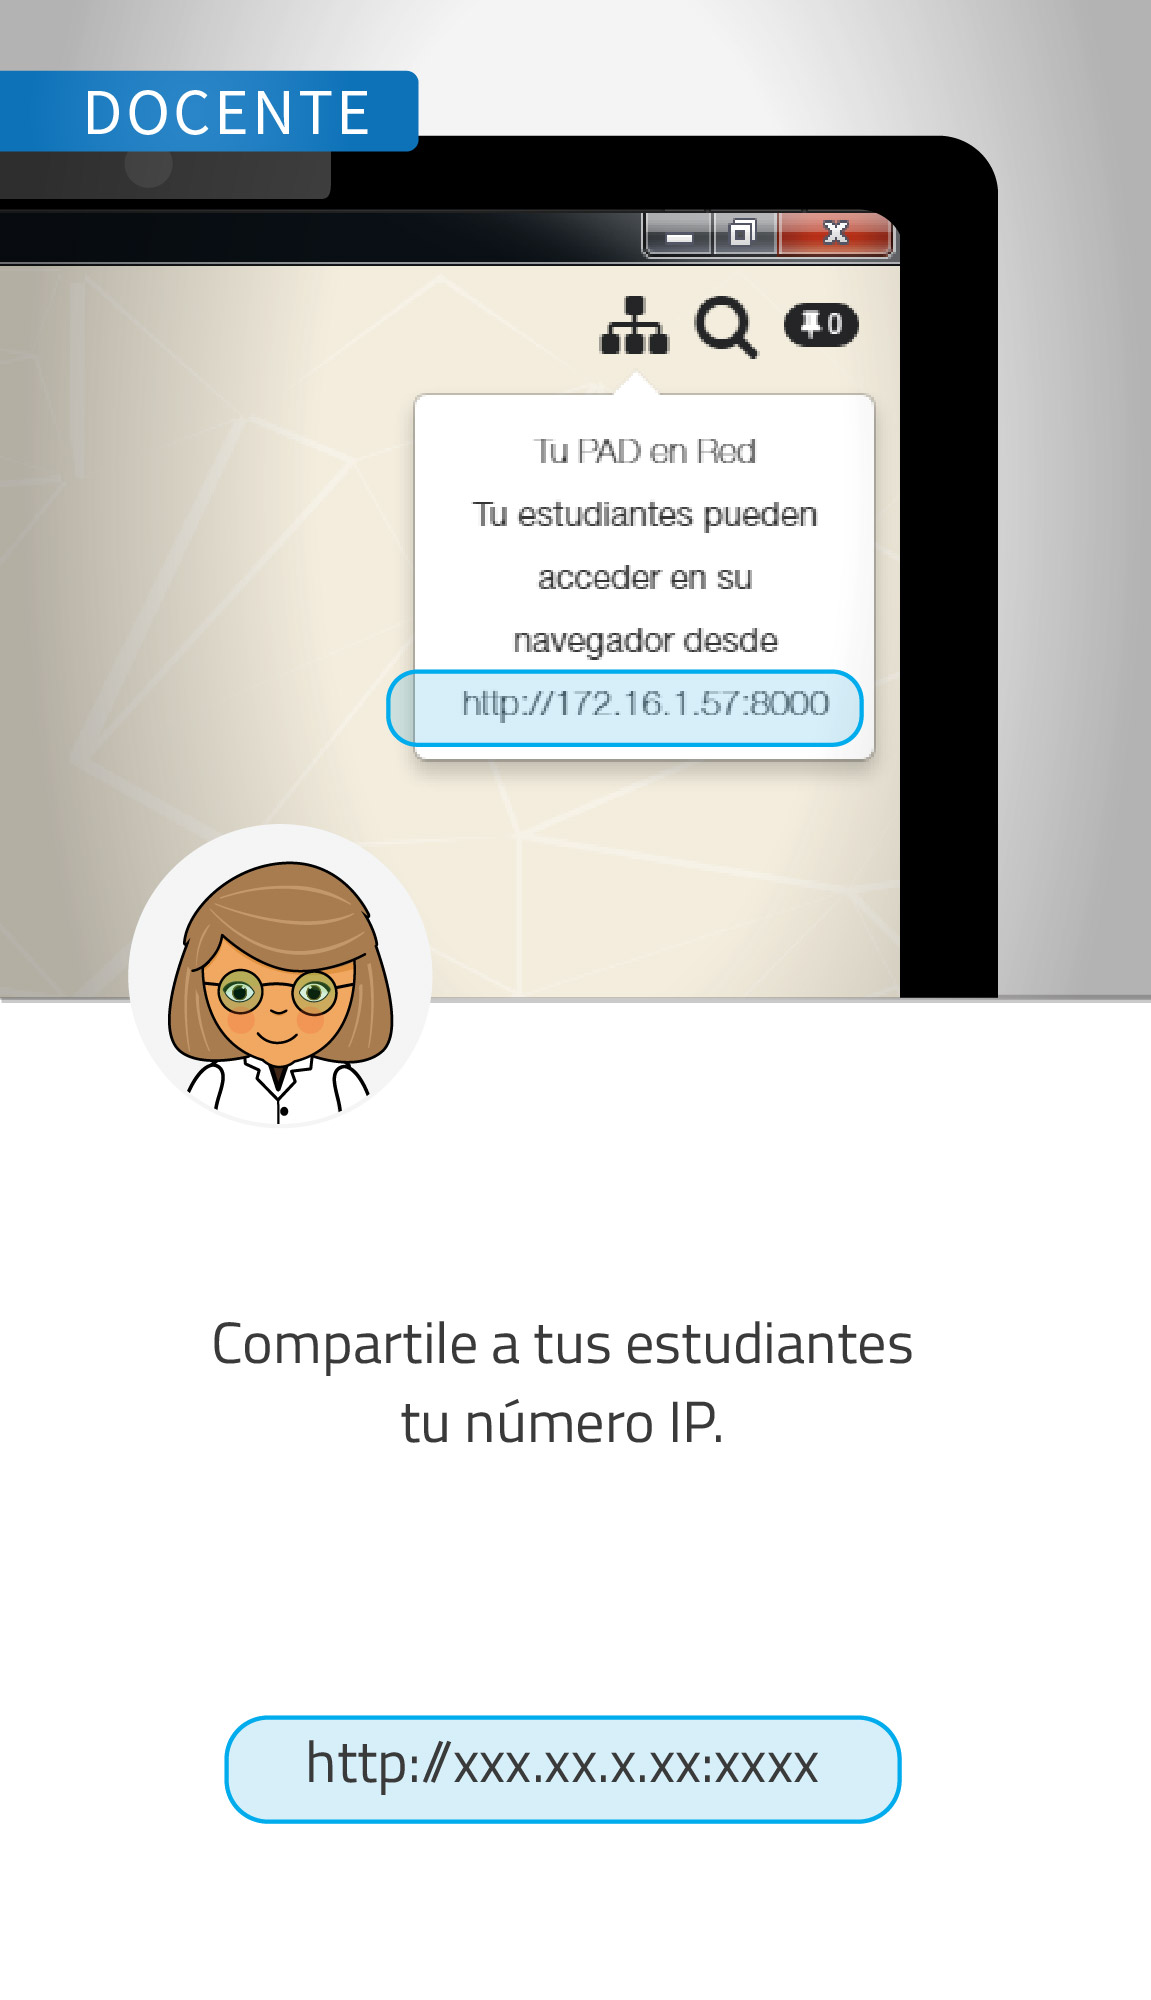 DOCENTE
0
Tu PAD en Red
Tu estudiantes pueden
acceder en su
navegador desde
http://172.16.1.57:8000
Compartile a tus estudiantes
tu número IP.
http://xxx.xx.x.xx:xxxx